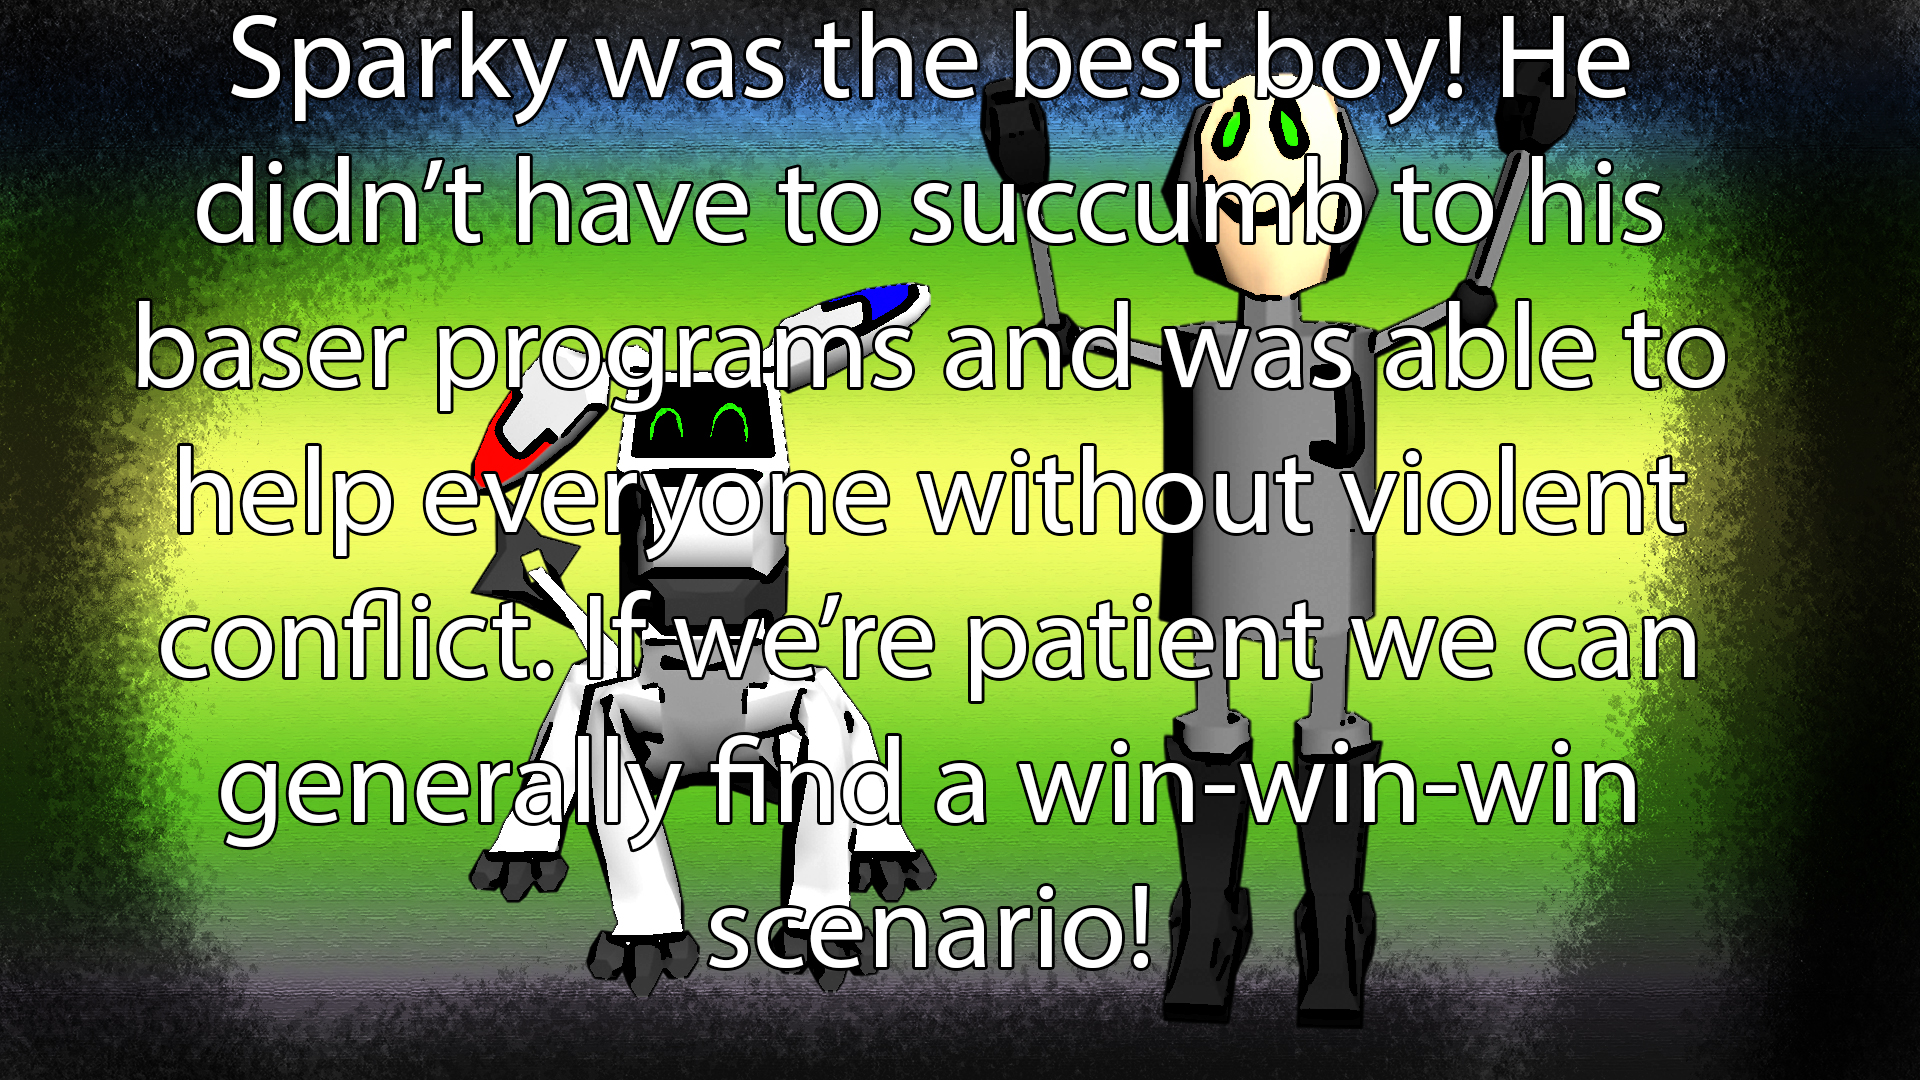 Sparky was the best boy! He
didn’t have to succumb to his
baser programs and was able to
help everyone without violent
conflict. If we’re patient we can
generally find a win-win-win
scenario!